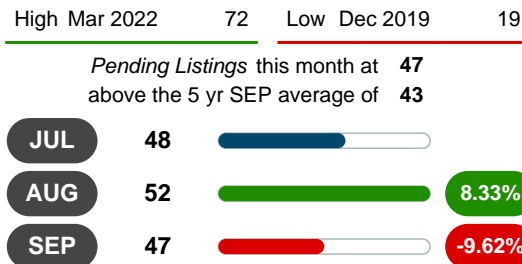 High Mar 2022 72 Low Dec 2019 19
Pending Listings this month at 47
above the 5 yr SEP average of 43
JUL 48
AUG 52 8.33%
SEP 47 -9.62%